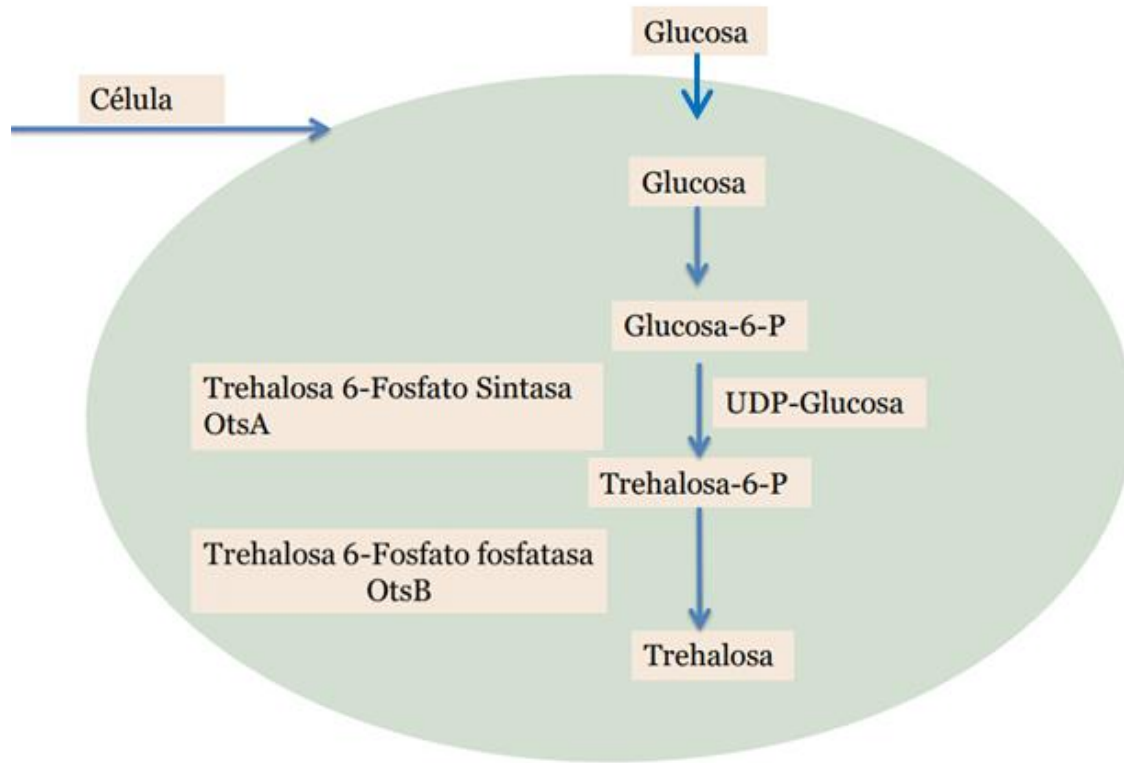 Glucosa
Célula
Glucosa
Glucosa-6-P
Trehalosa 6-Fosfato Sintasa
OtsA
UDP-Glucosa
Trehalosa-6-P
Trehalosa 6-Fosfato fosfatasa
OtsB
Trehalosa